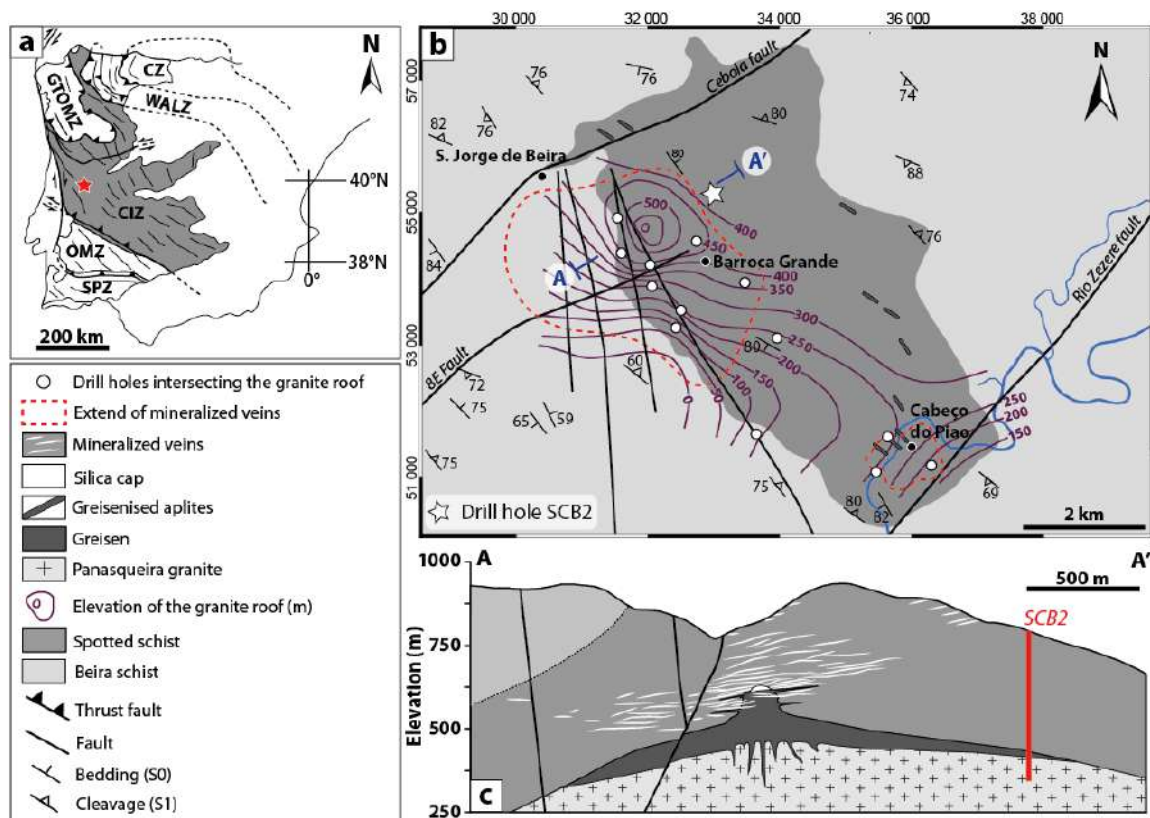 a
N
CZ
GTOMZ
WALZ
CIZ
OMZ
SPZ
40°N
38°N
0°
200 km
Drill holes intersecting the granite roof
Extend of mineralized veins
Mineralized veins
Silica cap
Greisenised aplites
Greisen
Panasqueira granite
Elevation of the granite roof (m)
Spotted schist
Beira schist
Thrust fault
Fault
Bedding (S0)
Cleavage (S1)
30 000 32 000 34 000 36 000 38 000
57 000
55 000
53 000
51 000
b
N
76
76
Cebola fault
74
82
76
80
S. Jorge de Beira
80
A'
88
500
400
76
84
450
Barroca Grande
A
400
350
Rio Zezere fault
300
250
80
200
8E Fault
72
60
150
100
75
65
59
0
50
Cabeço
do Piao
250
200
150
75
75
80
82
69
Drill hole SCB2
2 km
A
A'
1000
750
500
250
Elevation (m)
500 m
SCB2
c